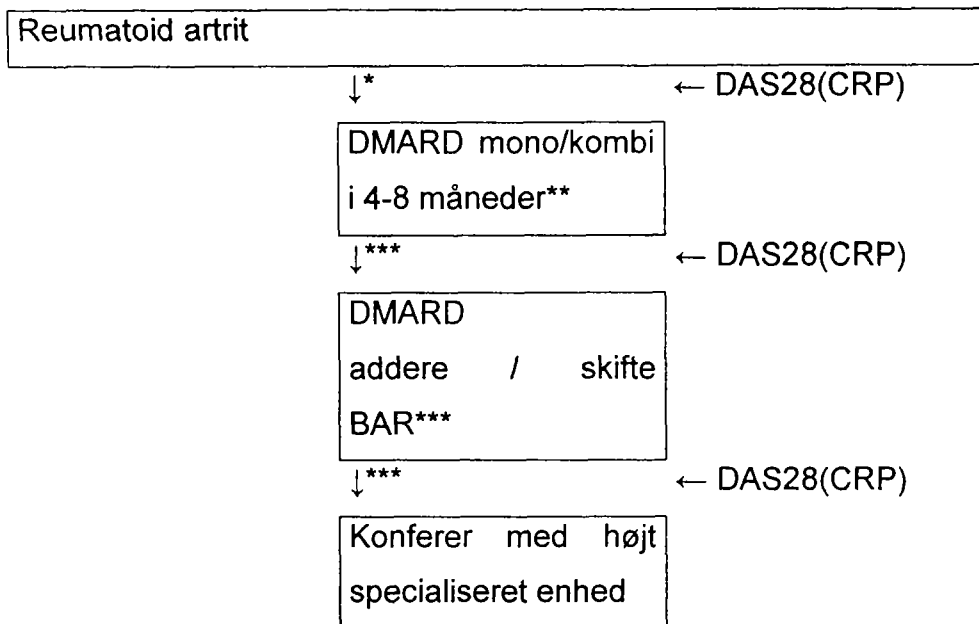 Reumatoid artrit
↓* ← DAS28(CRP)
DMARD mono/kombi
i 4-8 måneder**
↓*** ← DAS28(CRP)
DMARD
addere / skifte
BAR***
↓*** ← DAS28(CRP)
Konferer med højt
specialiseret enhed